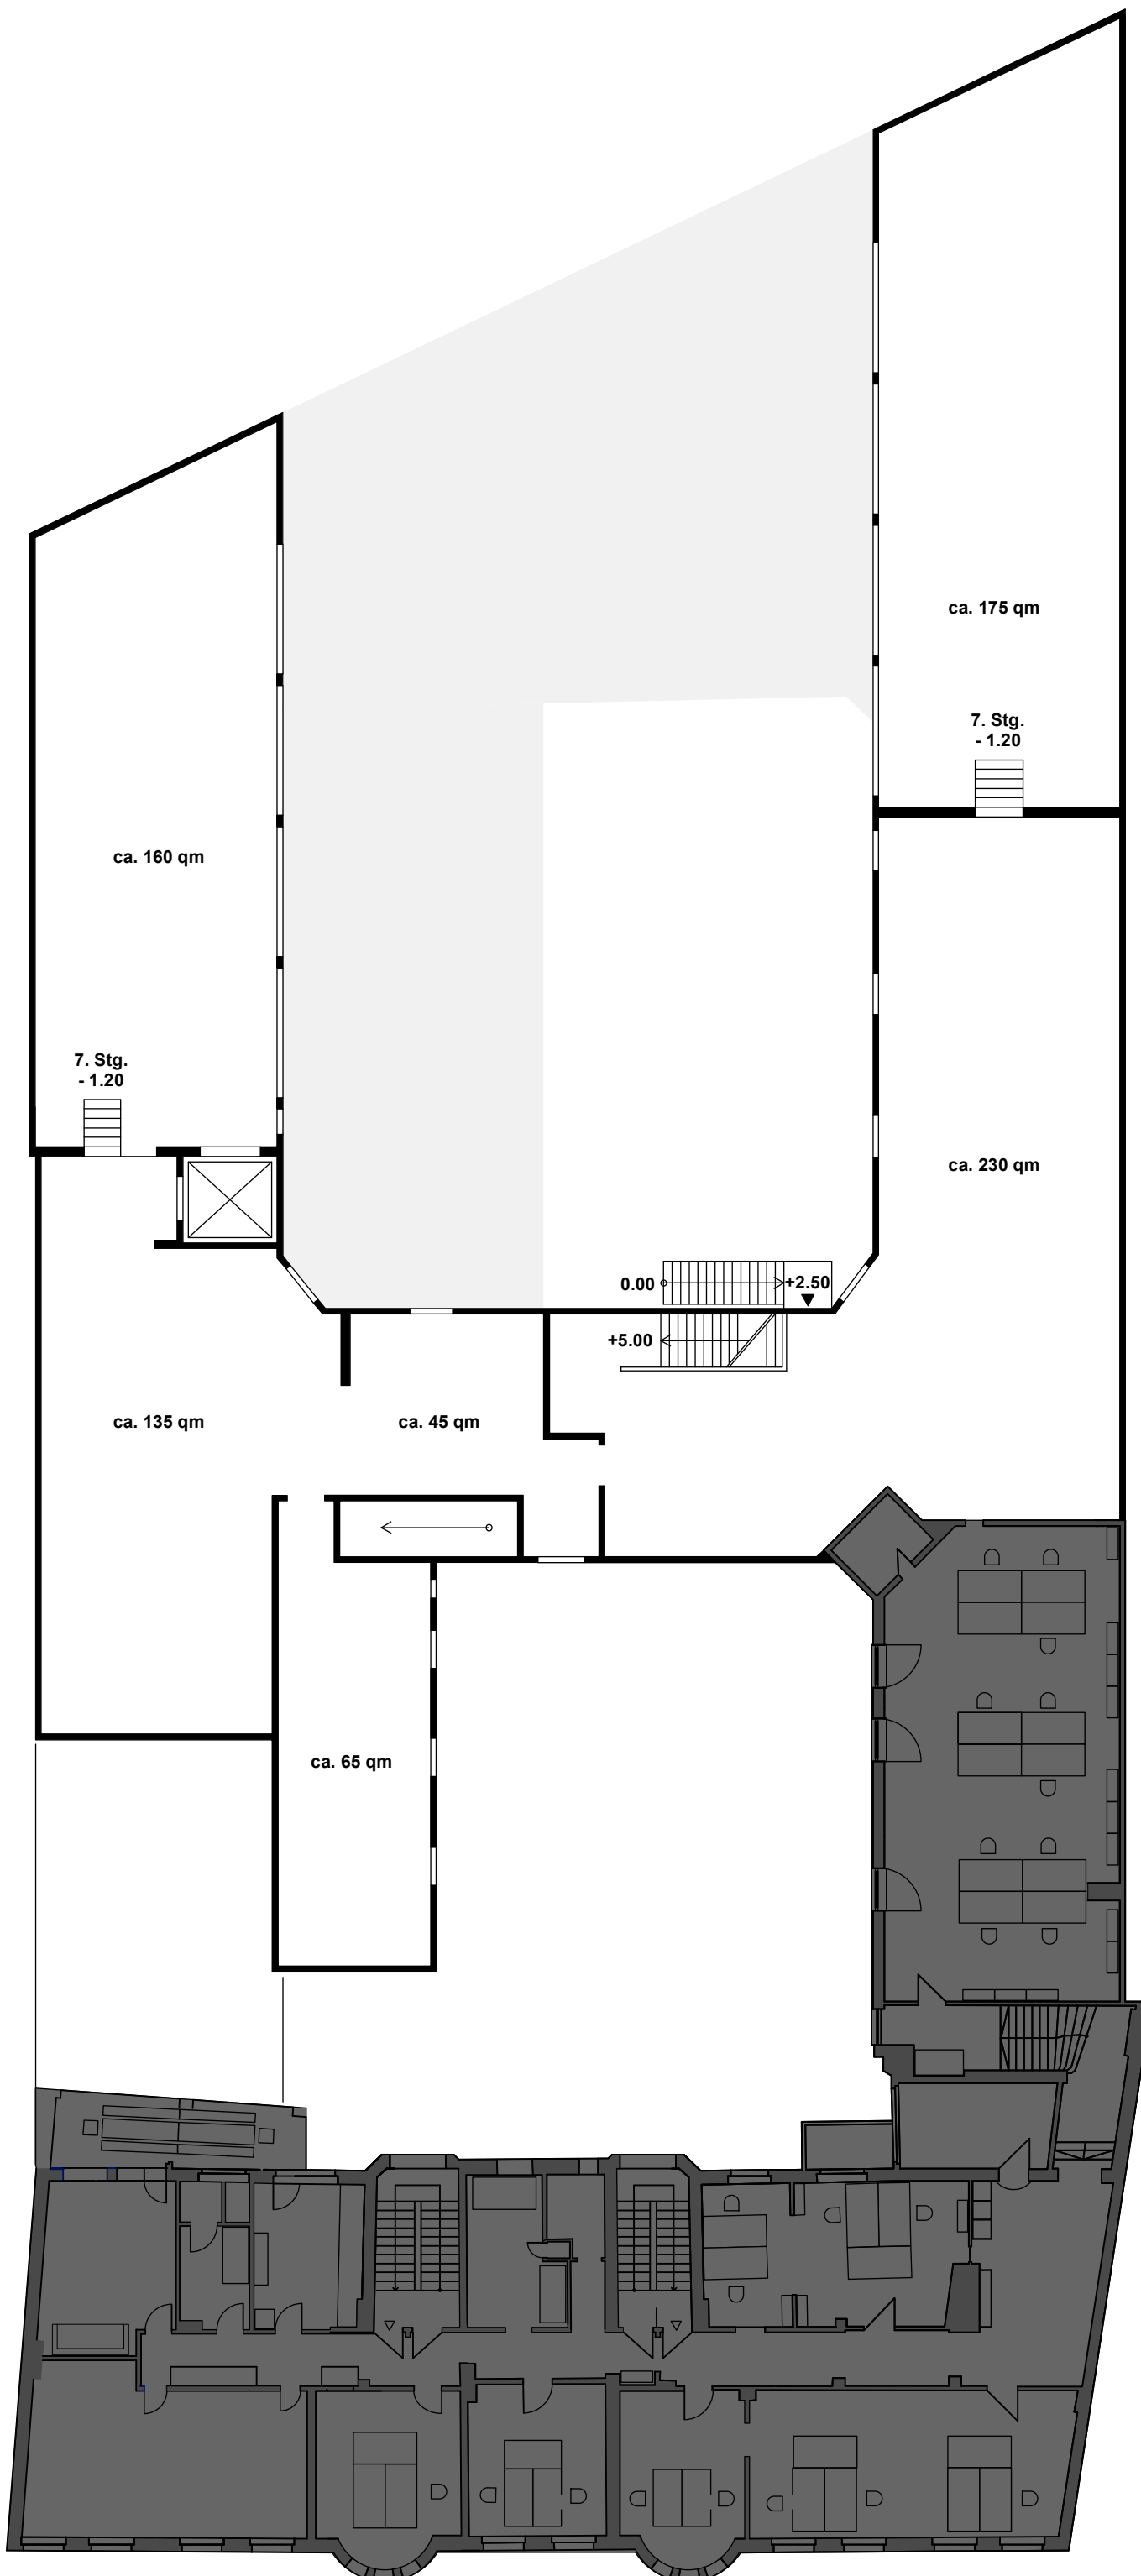 ca. 175 qm
7. Stg.
- 1.20
ca. 160 qm
7. Stg.
- 1.20
ca. 230 qm
0.00
+2.50
+5.00
ca. 135 qm
ca. 45 qm
ca. 65 qm